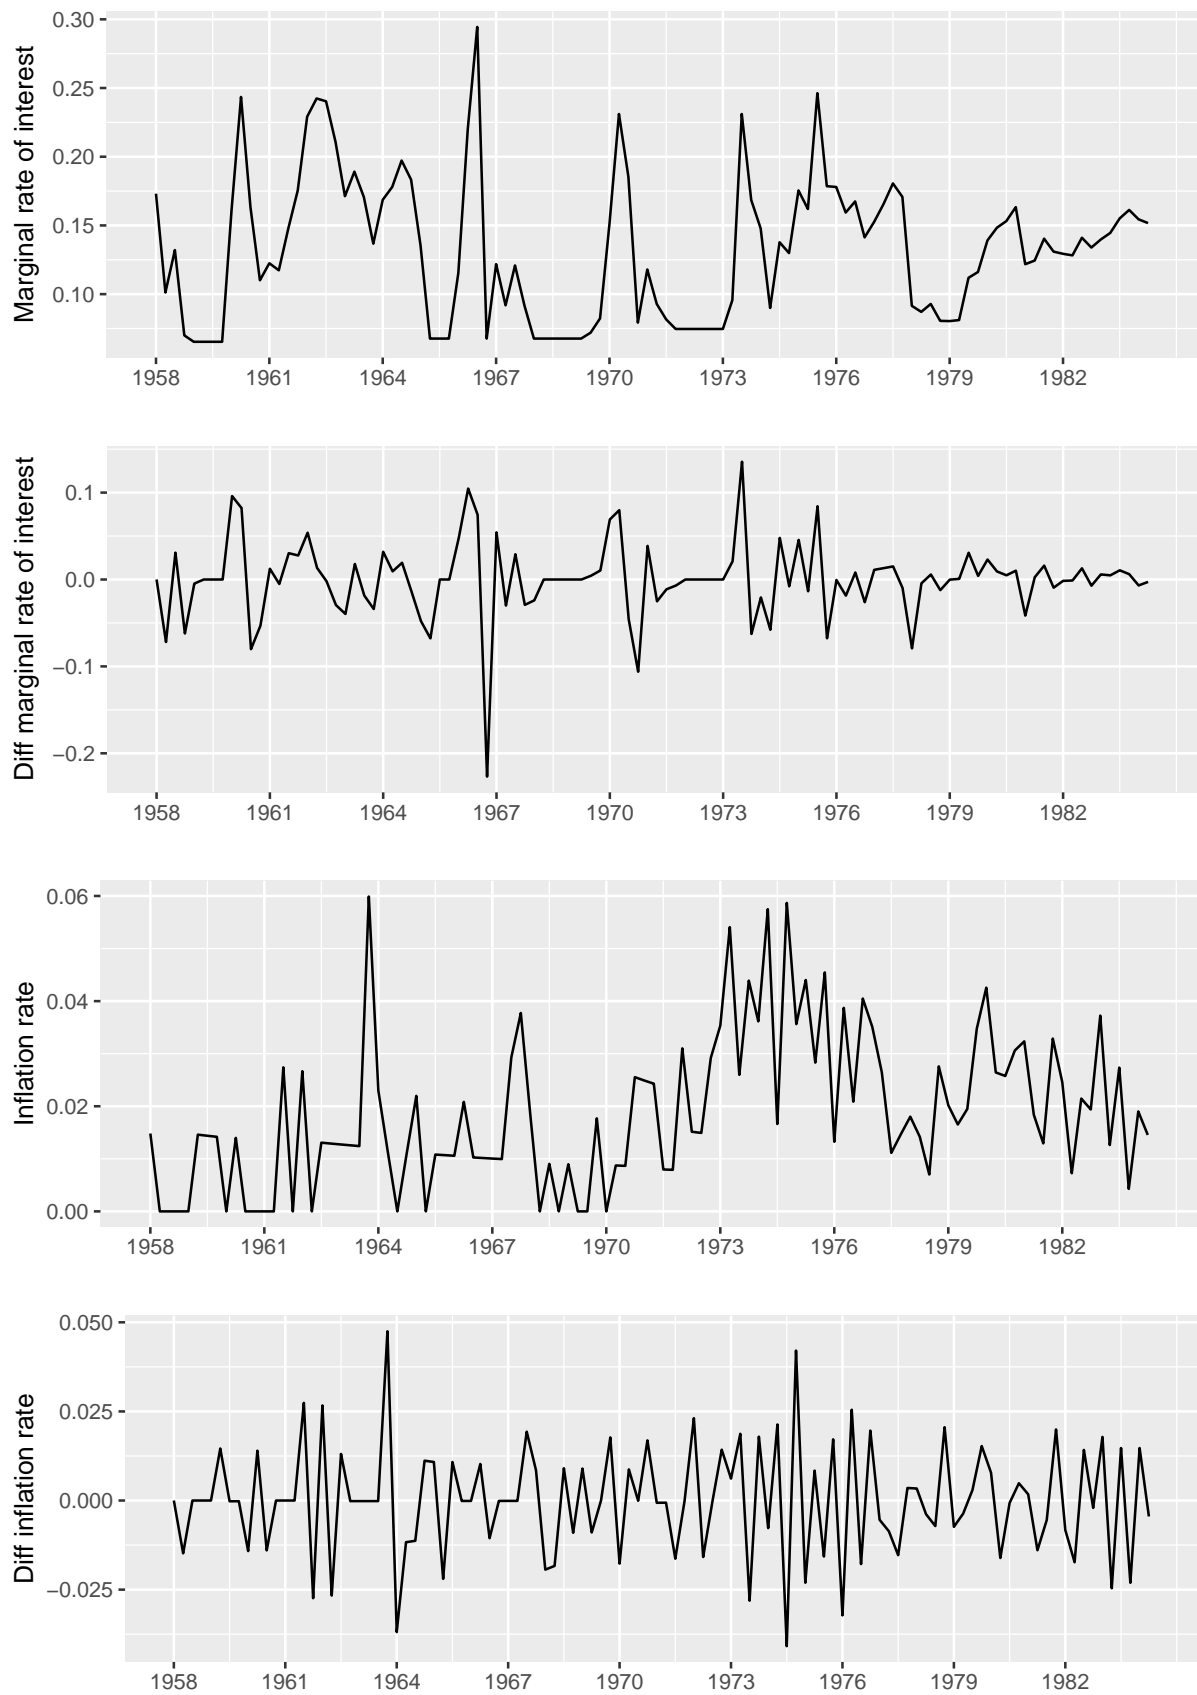 Marginal rate of interest
0.30
0.25
0.20
0.15
0.10
1958 1961 1964 1967 1970 1973 1976 1979 1982
Diff marginal rate of interest
0.1
0.0
−0.1
−0.2
1958 1961 1964 1967 1970 1973 1976 1979 1982
Inflation rate
0.06
0.04
0.02
0.00
1958 1961 1964 1967 1970 1973 1976 1979 1982
Diff inflation rate
0.050
0.025
0.000
−0.025
1958 1961 1964 1967 1970 1973 1976 1979 1982